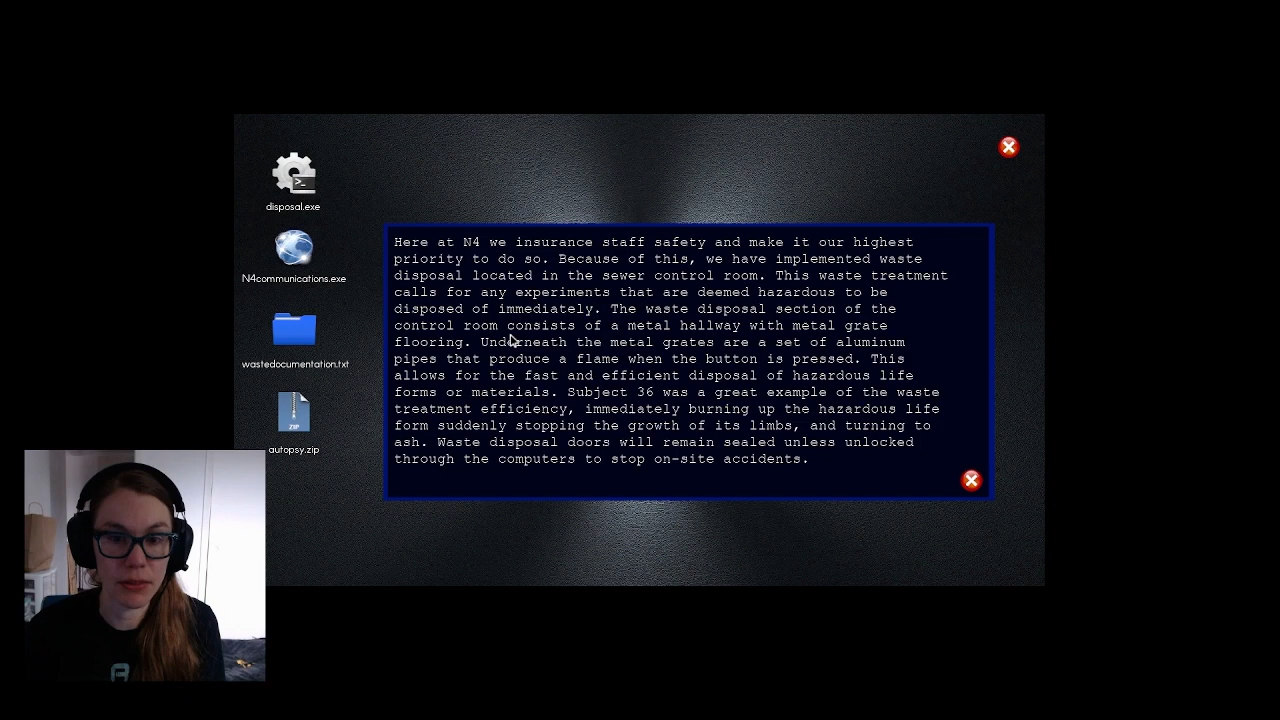 disposal.exe
N4communications.exe
wastedocumentation.txt
ZIP
autopsy.zip
Here at N4 we insurance staff safety and make it our highest
priority to do so. Because of this, we have implemented waste
disposal located in the sewer control room. This waste treatment
calls for any experiments that are deemed hazardous to be
disposed of immediately. The waste disposal section of the
control room consists of a metal hallway with metal grate
flooring. Underneath the metal grates are a set of aluminum
pipes that produce a flame when the button is pressed. This
allows for the fast and efficient disposal of hazardous life
forms or materials. Subject 36 was a great example of the waste
treatment efficiency, immediately burning up the hazardous life
form suddenly stopping the growth of its limbs, and turning to
ash. Waste disposal doors will remain sealed unless unlocked
through the computers to stop on-site accidents.